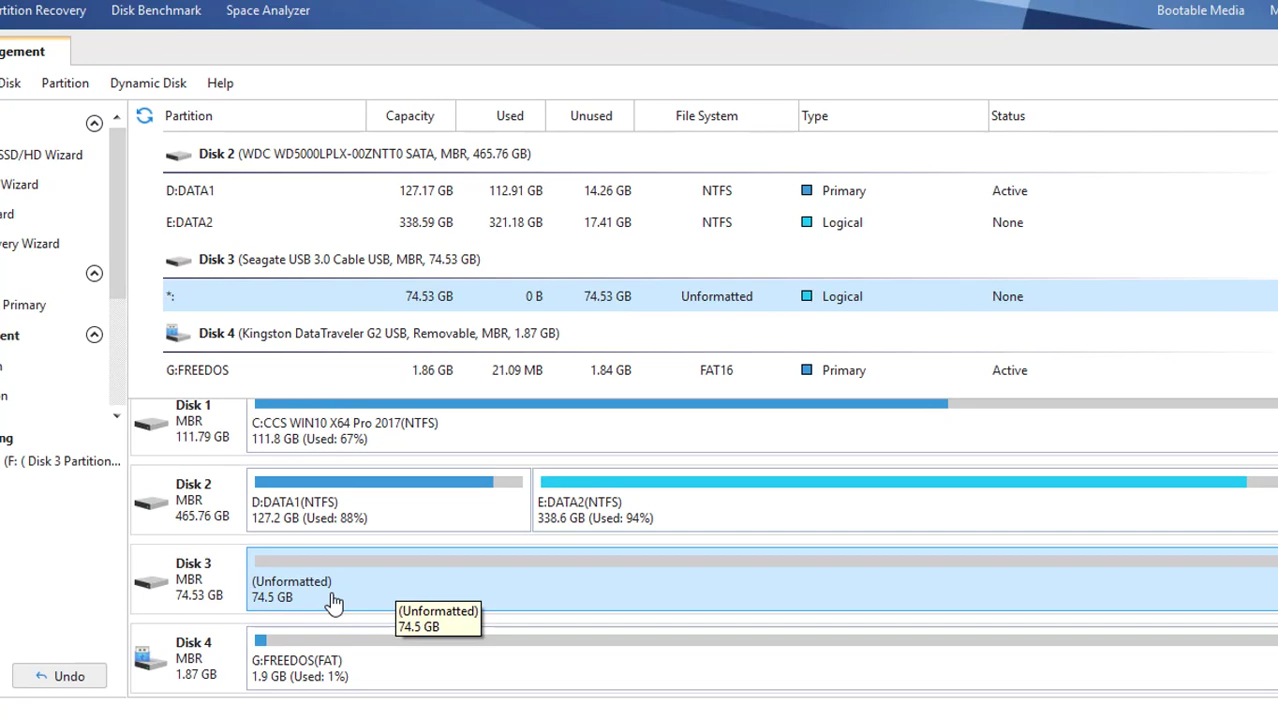 rtition Recovery Disk Benchmark Space Analyzer Bootable Media M
gement
Disk Partition Dynamic Disk Help
Partition Capacity Used Unused File System Type Status
SSD/HD Wizard
Disk 2 (WDC WD5000LPLX-00ZNTT0 SATA, MBR, 465.76 GB)
Wizard
D:DATA1 127.17 GB 112.91 GB 14.26 GB NTFS Primary Active
ard
E:DATA2 338.59 GB 321.18 GB 17.41 GB NTFS Logical None
very Wizard
Disk 3 (Seagate USB 3.0 Cable USB, MBR, 74.53 GB)
Primary
*: 74.53 GB 0 B 74.53 GB Unformatted Logical None
ent
Disk 4 (Kingston DataTraveler G2 USB, Removable, MBR, 1.87 GB)
n
G:FREEDOS 1.86 GB 21.09 MB 1.84 GB FAT16 Primary Active
on
Disk 1
MBR
111.79 GB
C:CCS WIN10 X64 Pro 2017(NTFS)
111.8 GB (Used: 67%)
ng
(F: ( Disk 3 Partition...
Disk 2
MBR
465.76 GB
D:DATA1(NTFS)
127.2 GB (Used: 88%)
E:DATA2(NTFS)
338.6 GB (Used: 94%)
Disk 3
MBR
74.53 GB
(Unformatted)
74.5 GB
(Unformatted)
74.5 GB
Disk 4
MBR
1.87 GB
G:FREEDOS(FAT)
1.9 GB (Used: 1%)
Undo